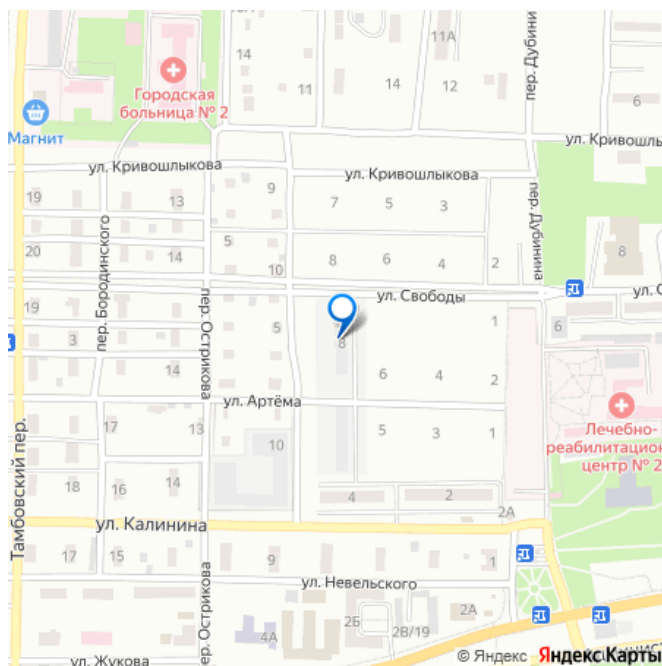 11А
14
пер. Дубинина
14
12
11
6
Городская
больница № 2
Магнит
ул. Кривошлыкова
ул. Кривошлыкова
19
13
9
7
5
3
пер. Бородинского
пер. Дубинина
20
14
5
10
8
6
4
2
8
ул. Свободы
19
пер. Острикова
5
1
6
3
14
8
6
4
2
ул. Артёма
17
13
10
5
3
1
Лечебно-
реабилитацион
центр № 2
18
16
14
4
2
2А
Тамбовский пер.
ул. Калинина
17
15
9
1
ул. Невельского
пер. Острикова
4А
2Б
2В/19
2А
ул. Жукова
© Яндекс Яндекс Карты